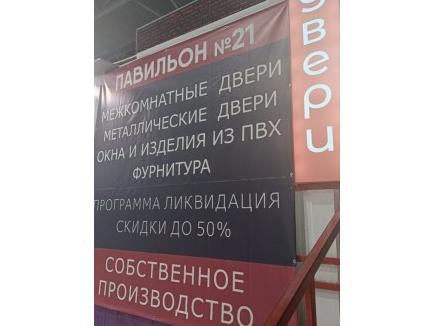 ПАВИЛЬОН №21
МЕЖКОМНАТНЫЕ ДВЕРИ
МЕТАЛЛИЧЕСКИЕ ДВЕРИ
ОКНА И ИЗДЕЛИЯ ИЗ ПВХ
ФУРНИТУРА
ПРОГРАММА ЛИКВИДАЦИЯ
СКИДКИ ДО 50%
СОБСТВЕННОЕ
ПРОИЗВОДСТВО
двери